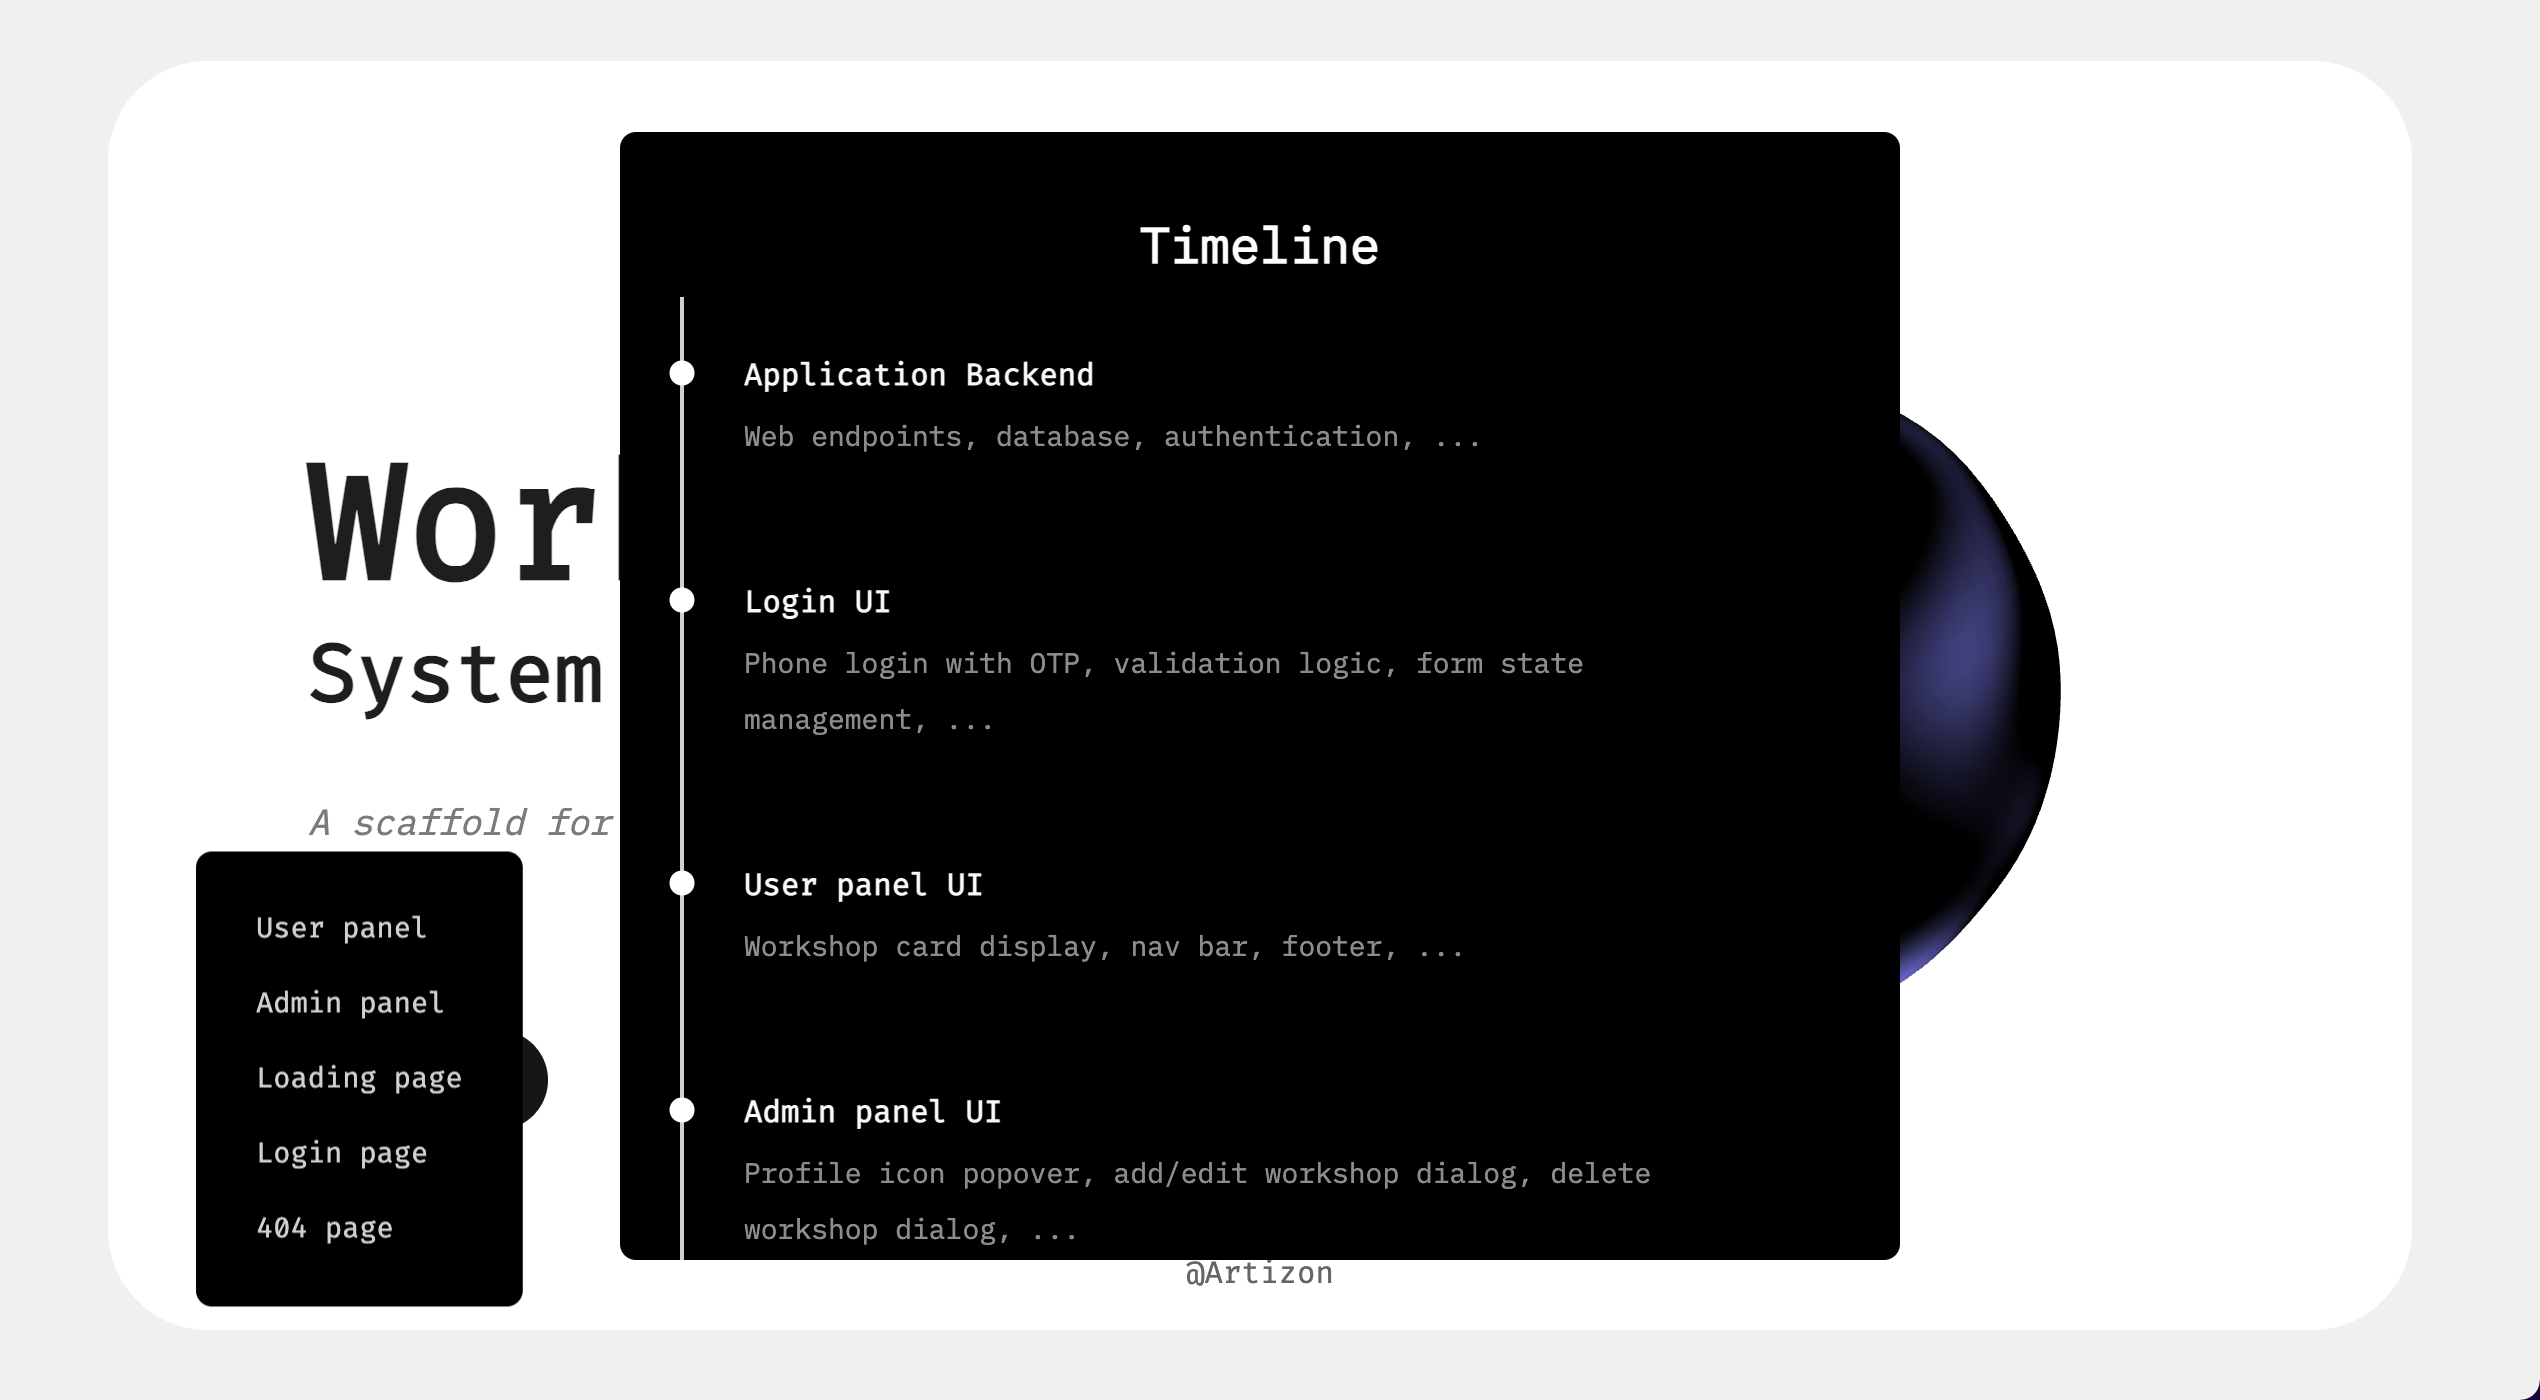 Timeline
Application Backend
Web endpoints, database, authentication, ...
Login UI
Phone login with OTP, validation logic, form state
management, ...
User panel UI
Workshop card display, nav bar, footer, ...
Admin panel UI
Profile icon popover, add/edit workshop dialog, delete
workshop dialog, ...
System
A scaffold for
User panel
Admin panel
Loading page
Login page
404 page
@Artizon